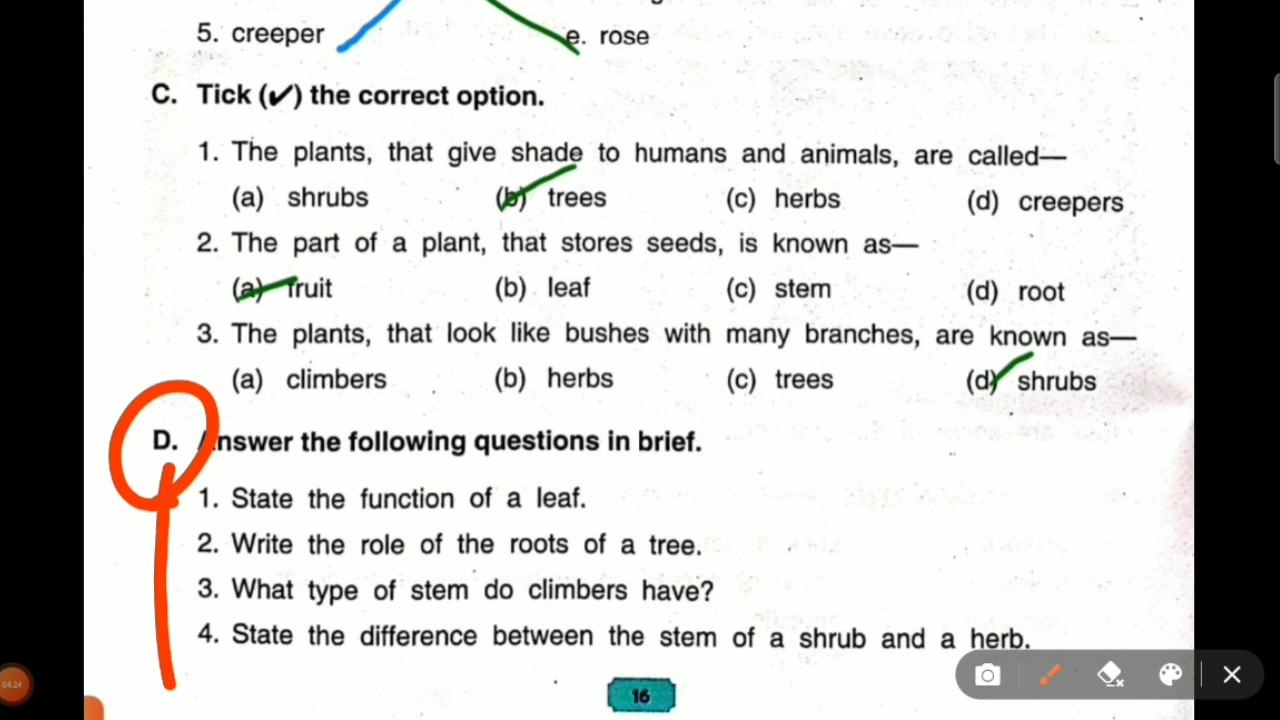 5. creeper e. rose
C. Tick (✔) the correct option.
1. The plants, that give shade to humans and animals, are called—
(a) shrubs (b) trees (c) herbs (d) creepers
2. The part of a plant, that stores seeds, is known as—
(a) fruit (b) leaf (c) stem (d) root
3. The plants, that look like bushes with many branches, are known as—
(a) climbers (b) herbs (c) trees (d) shrubs
D. Answer the following questions in brief.
1. State the function of a leaf.
2. Write the role of the roots of a tree.
3. What type of stem do climbers have?
4. State the difference between the stem of a shrub and a herb.
16
04:24